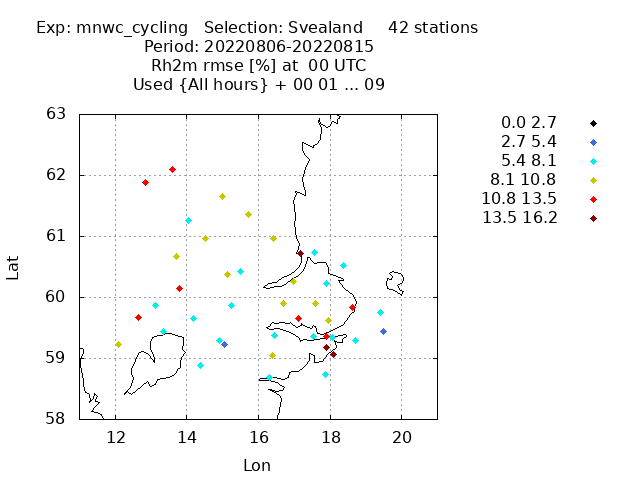 Exp: mnwc_cycling   Selection: Svealand     42 stations
Period: 20220806-20220815
Rh2m rmse [%] at  00 UTC
Used {All hours} + 00 01 ... 09
63
62
61
60
59
58
12
14
16
18
20
Lat
Lon
0.0 2.7
2.7 5.4
5.4 8.1
8.1 10.8
10.8 13.5
13.5 16.2